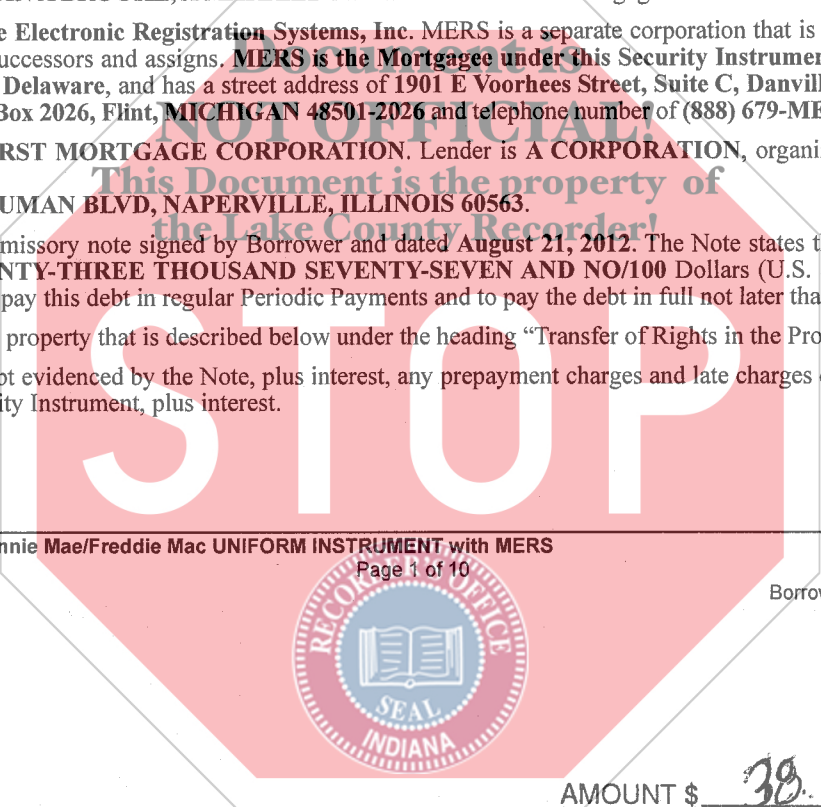 e Electronic Registration Systems, Inc. MERS is a separate corporation that is
uccessors and assigns. MERS is the Mortgagee under this Security Instrumen
Delaware, and has a street address of 1901 E Voorhees Street, Suite C, Danvill
Box 2026, Flint, MICHIGAN 48501-2026 and telephone number of (888) 679-ME
RST MORTGAGE CORPORATION. Lender is A CORPORATION, organi
UMAN BLVD, NAPERVILLE, ILLINOIS 60563.
missory note signed by Borrower and dated August 21, 2012. The Note states t
NTY-THREE THOUSAND SEVENTY-SEVEN AND NO/100 Dollars (U.S.
pay this debt in regular Periodic Payments and to pay the debt in full not later tha
property that is described below under the heading “Transfer of Rights in the Pro
ot evidenced by the Note, plus interest, any prepayment charges and late charges
ity Instrument, plus interest.
Document is
NOT OFFICIAL!
This Document is the property of
the Lake County Recorder!
STOP
nnie Mae/Freddie Mac UNIFORM INSTRUMENT with MERS
Page 1 of 10
Borrow
RECORDER'S OFFICE
SEAL
INDIANA
AMOUNT $ 38.